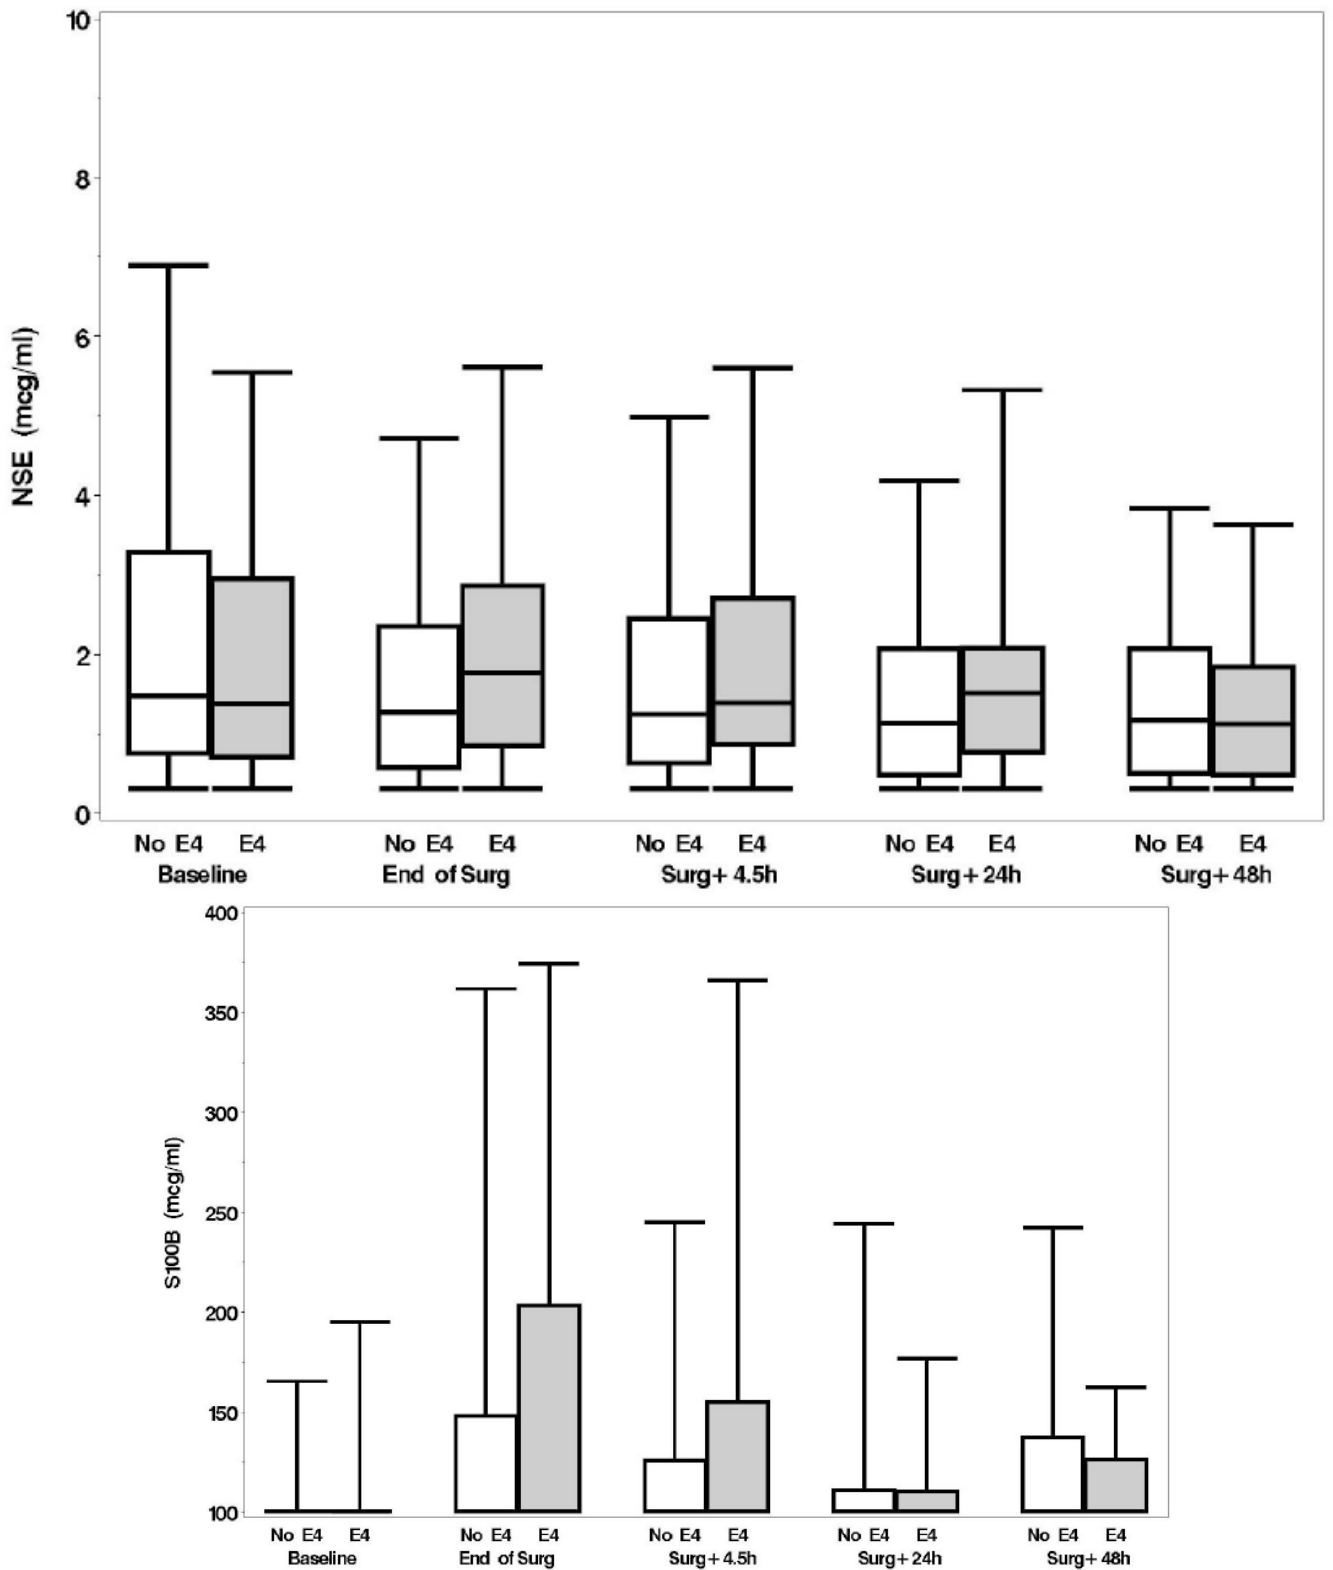 10
8
6
4
2
0
NSE (mcg/ml)
No E4 E4 No E4 E4 No E4 E4 No E4 E4 No E4 E4
Baseline End of Surg Surg+ 4.5h Surg+ 24h Surg+ 48h
400
350
300
250
200
150
100
S100B (mcg/ml)
No E4 E4 No E4 E4 No E4 E4 No E4 E4 No E4 E4
Baseline End of Surg Surg+ 4.5h Surg+ 24h Surg+ 48h